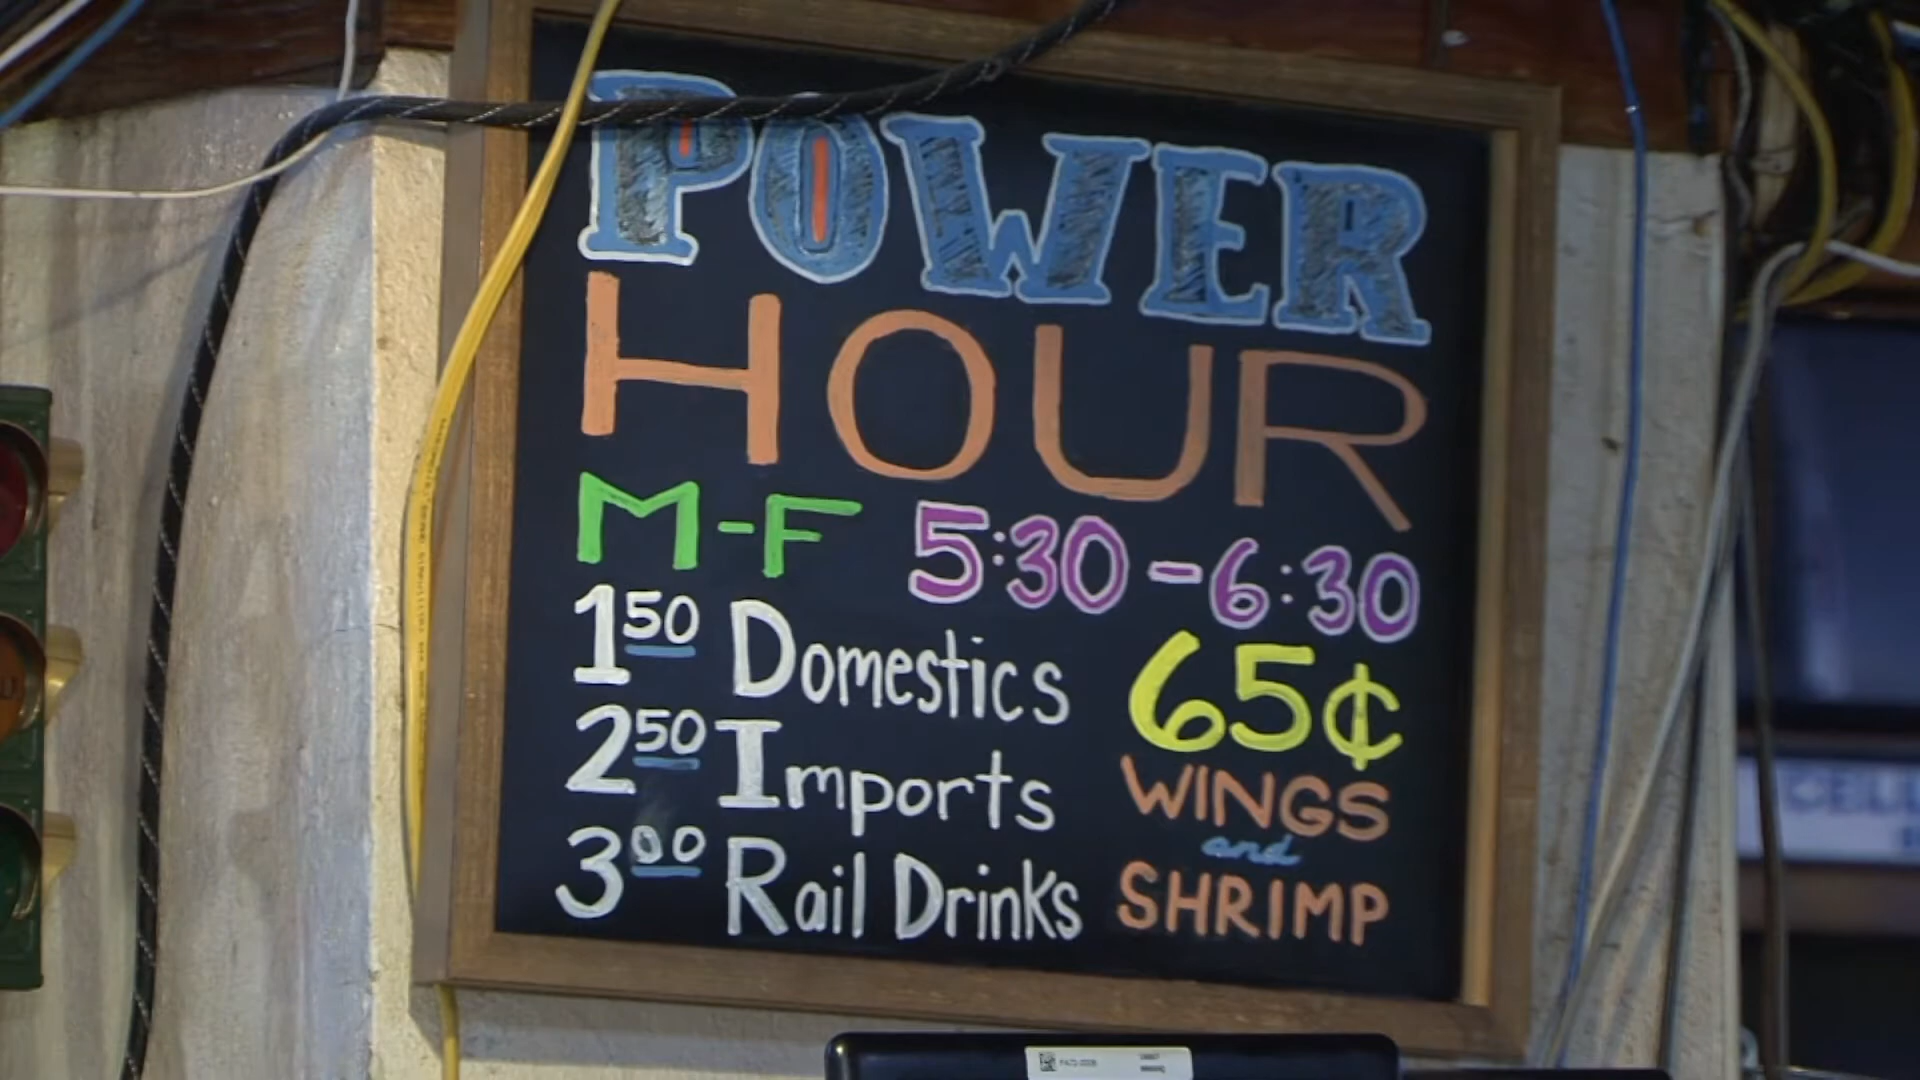 POWER
HOUR
M-F 5:30-6:30
150 Domestics
250 Imports
300 Rail Drinks
65¢
WINGS
and
SHRIMP